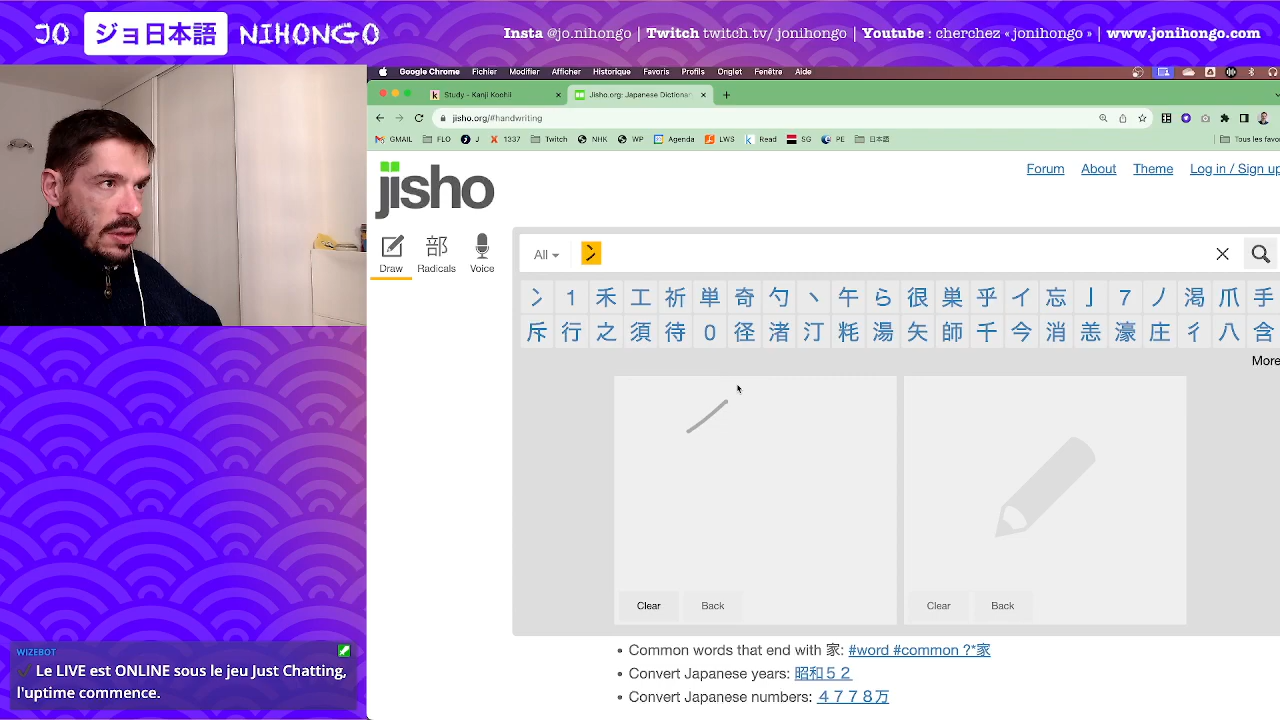 JO ジョ日本語 NIHONGO
Insta @jo.nihongo | Twitch twitch.tv/jonihongo | Youtube : cherchez « jonihongo » | www.jonihongo.com
Google Chrome Fichier Modifier Afficher Historique Favoris Profils Onglet Fenêtre Aide
Study - Kanji Koohii
Jisho.org: Japanese Dictionar
jisho.org/#handwriting
GMAIL FLO J 1337 Twitch NHK WP Agenda LWS Read SG PE 日本語 Tous les favo
jisho
Forum About Theme Log in / Sign up
Draw Radicals Voice
All
冫 1 禾 工 祈 単 奇 勺 丶 午 ら 很 巣 乎 イ 忘 亅 7 ノ 渇 爪 手
斥 行 之 須 待 0 径 渚 汀 耗 湯 矢 師 千 今 消 恙 濠 庄 彳 八 含
More
Clear Back Clear Back
Common words that end with 家: #word #common ?*家
Convert Japanese years: 昭和５２
Convert Japanese numbers: ４７７８万
WIZEBOT
Le LIVE est ONLINE sous le jeu Just Chatting,
l'uptime commence.